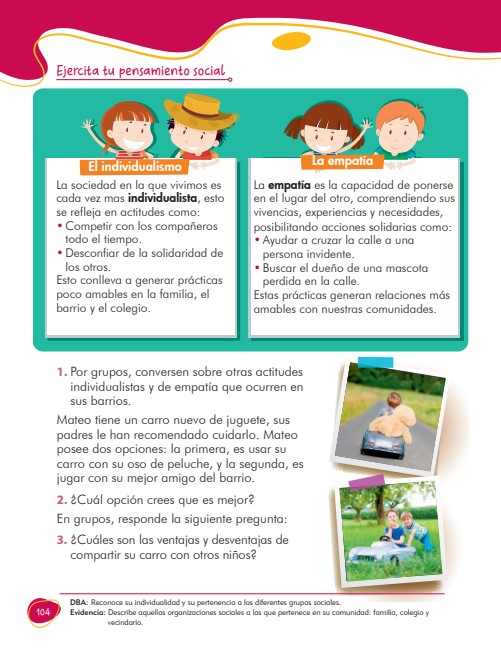 Ejercita tu pensamiento social
El individualismo
La sociedad en la que vivimos es
cada vez mas individualista, esto
se refleja en actitudes como:
• Competir con los compañeros
todo el tiempo.
• Desconfiar de la solidaridad de
los otros.
Esto conlleva a generar prácticas
poco amables en la familia, el
barrio y el colegio.
La empatía
La empatía es la capacidad de ponerse
en el lugar del otro, comprendiendo sus
vivencias, experiencias y necesidades,
posibilitando acciones solidarias como:
• Ayudar a cruzar la calle a una
persona invidente.
• Buscar el dueño de una mascota
perdida en la calle.
Estas prácticas generan relaciones más
amables con nuestras comunidades.
1. Por grupos, conversen sobre otras actitudes
individualistas y de empatía que ocurren en
sus barrios.
Mateo tiene un carro nuevo de juguete, sus
padres le han recomendado cuidarlo. Mateo
posee dos opciones: la primera, es usar su
carro con su oso de peluche, y la segunda, es
jugar con su mejor amigo del barrio.
2. ¿Cuál opción crees que es mejor?
En grupos, responde la siguiente pregunta:
3. ¿Cuáles son las ventajas y desventajas de
compartir su carro con otros niños?
104
DBA: Reconoce su individualidad y su pertenencia a los diferentes grupos sociales.
Evidencia: Describe aquellas organizaciones sociales a las que pertenece en su comunidad: familia, colegio y
vecindario.